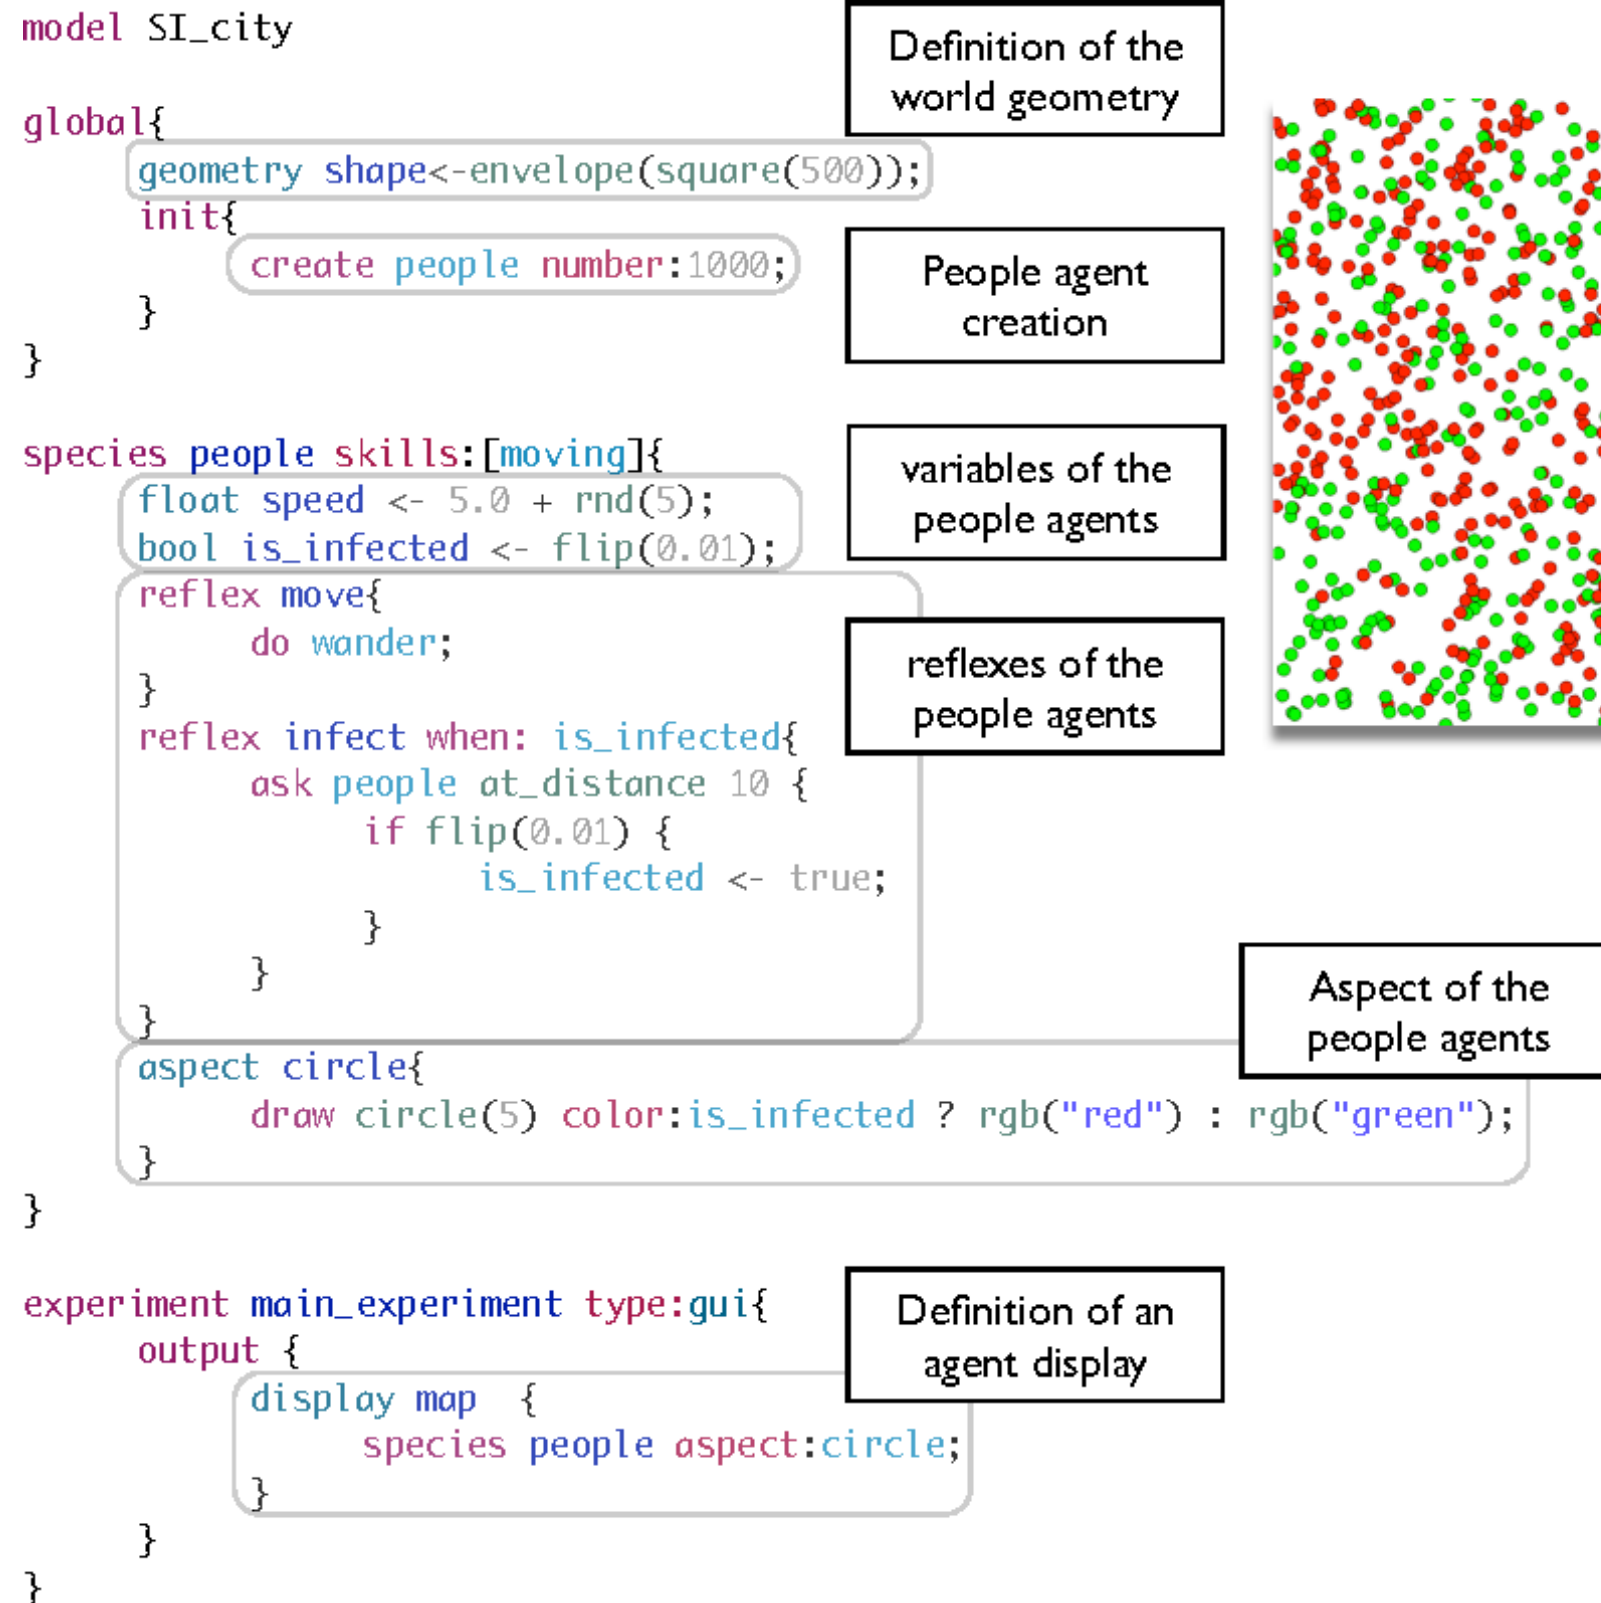 model SI_city
global{
geometry shape<-envelope(square(500));
init{
create people number:1000;
}
}
species people skills:[moving]{
float speed <- 5.0 + rnd(5);
bool is_infected <- flip(0.01);
reflex move{
do wander;
}
reflex infect when: is_infected{
ask people at_distance 10 {
if flip(0.01) {
is_infected <- true;
}
}
}
aspect circle{
draw circle(5) color:is_infected ? rgb("red") : rgb("green");
}
}
experiment main_experiment type:gui{
output {
display map {
species people aspect:circle;
}
}
}
Definition of the
world geometry
People agent
creation
variables of the
people agents
reflexes of the
people agents
Aspect of the
people agents
Definition of an
agent display